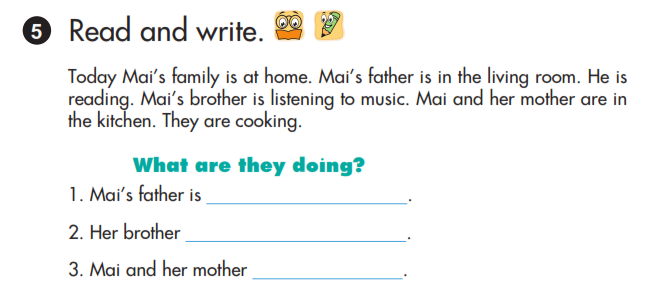 5 Read and write.
Today Mai's family is at home. Mai's father is in the living room. He is
reading. Mai's brother is listening to music. Mai and her mother are in
the kitchen. They are cooking.
What are they doing?
1. Mai's father is ____________________.
2. Her brother ____________________.
3. Mai and her mother ____________________.